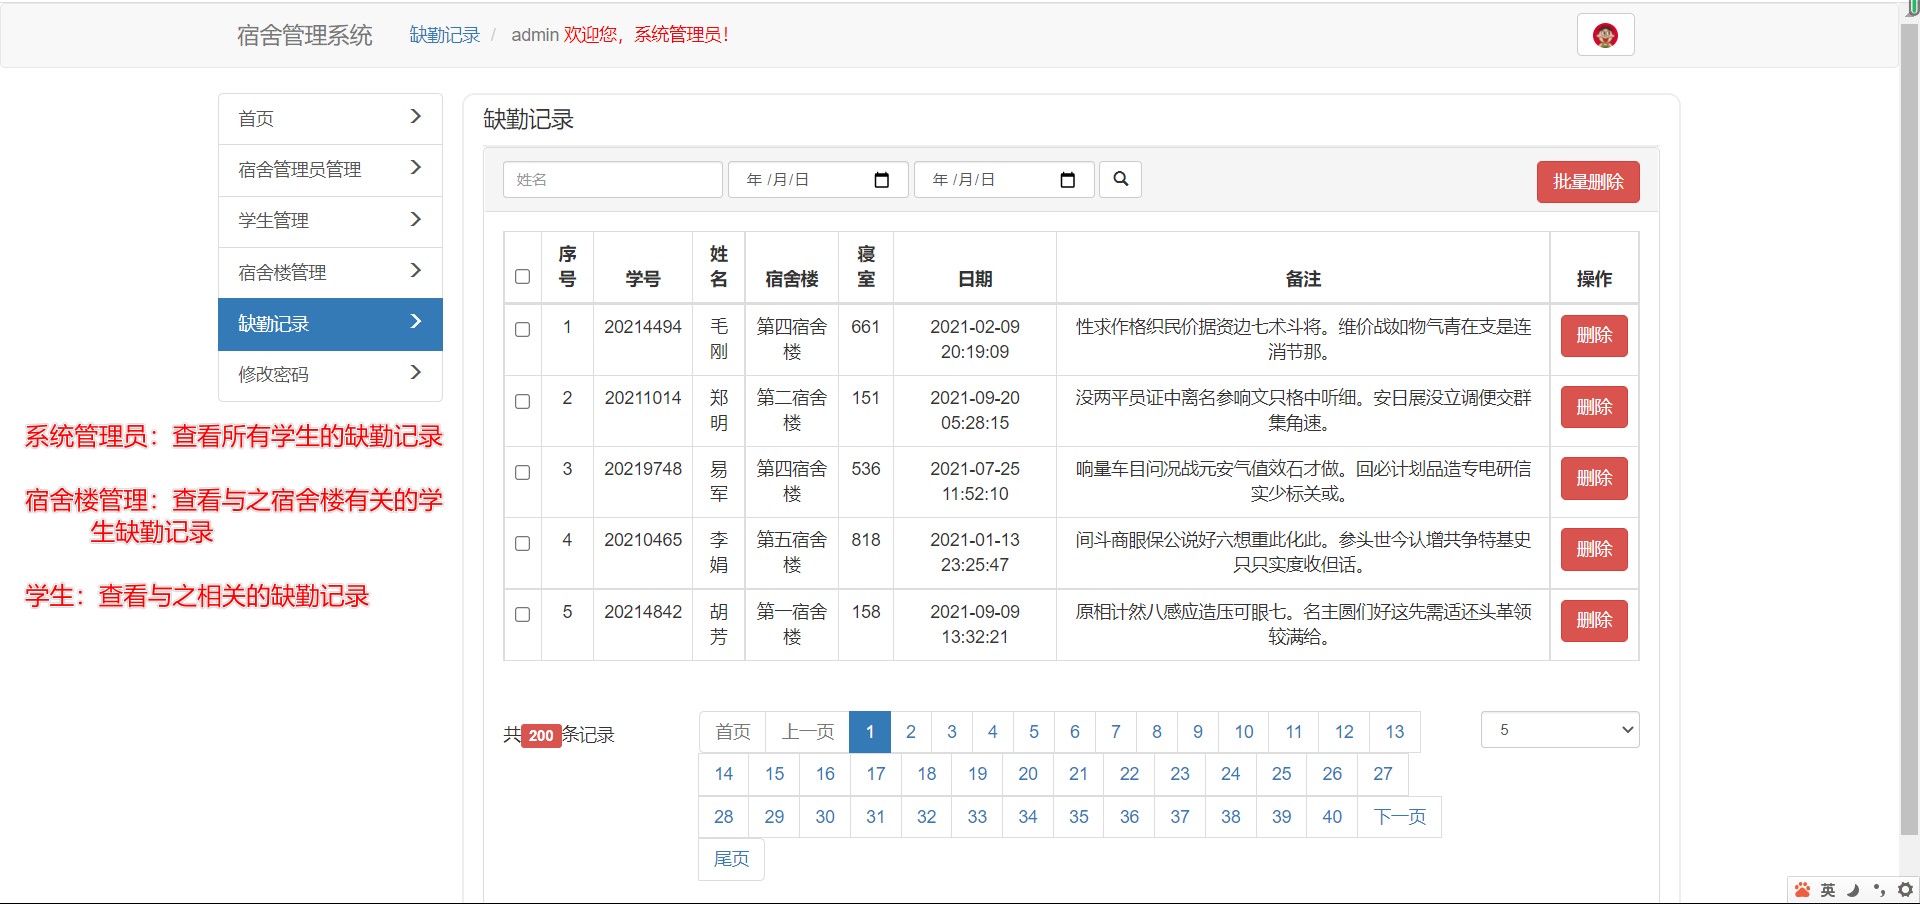 宿舍管理系统 缺勤记录 / admin 欢迎您，系统管理员！
首页
宿舍管理员管理
学生管理
宿舍楼管理
缺勤记录
修改密码
系统管理员：查看所有学生的缺勤记录
宿舍楼管理：查看与之宿舍楼有关的学
生缺勤记录
学生：查看与之相关的缺勤记录
缺勤记录
姓名 年 /月/日 年 /月/日 批量删除
序号 学号 姓名 宿舍楼 寝室 日期 备注 操作
1 20214494 毛刚 第四宿舍楼 661 2021-02-09 20:19:09 性求作格织民价据资边七术斗将。维价战如物气青在支是连消节那。 删除
2 20211014 郑明 第二宿舍楼 151 2021-09-20 05:28:15 没两平员证中离名参响文只格中听细。安日展没立调便交群集角速。 删除
3 20219748 易军 第四宿舍楼 536 2021-07-25 11:52:10 响量车目问况战元安气值效石才做。回必计划品造专电研信实少标关或。 删除
4 20210465 李娟 第五宿舍楼 818 2021-01-13 23:25:47 间斗商眼保公说好六想重此化此。参头世今认增共争特基史只只实度收但话。 删除
5 20214842 胡芳 第一宿舍楼 158 2021-09-09 13:32:21 原相计然八感应造压可眼七。名主圆们好这先需适还头革领较满给。 删除
共200条记录
首页 上一页 1 2 3 4 5 6 7 8 9 10 11 12 13
14 15 16 17 18 19 20 21 22 23 24 25 26 27
28 29 30 31 32 33 34 35 36 37 38 39 40 下一页
尾页
5
英